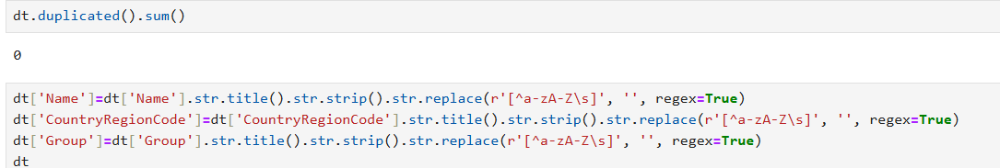 dt.duplicated().sum()
0
dt['Name']=dt['Name'].str.title().str.strip().str.replace(r'[^a-zA-Z\s]', '', regex=True)
dt['CountryRegionCode']=dt['CountryRegionCode'].str.title().str.strip().str.replace(r'[^a-zA-Z\s]', '', regex=True)
dt['Group']=dt['Group'].str.title().str.strip().str.replace(r'[^a-zA-Z\s]', '', regex=True)
dt